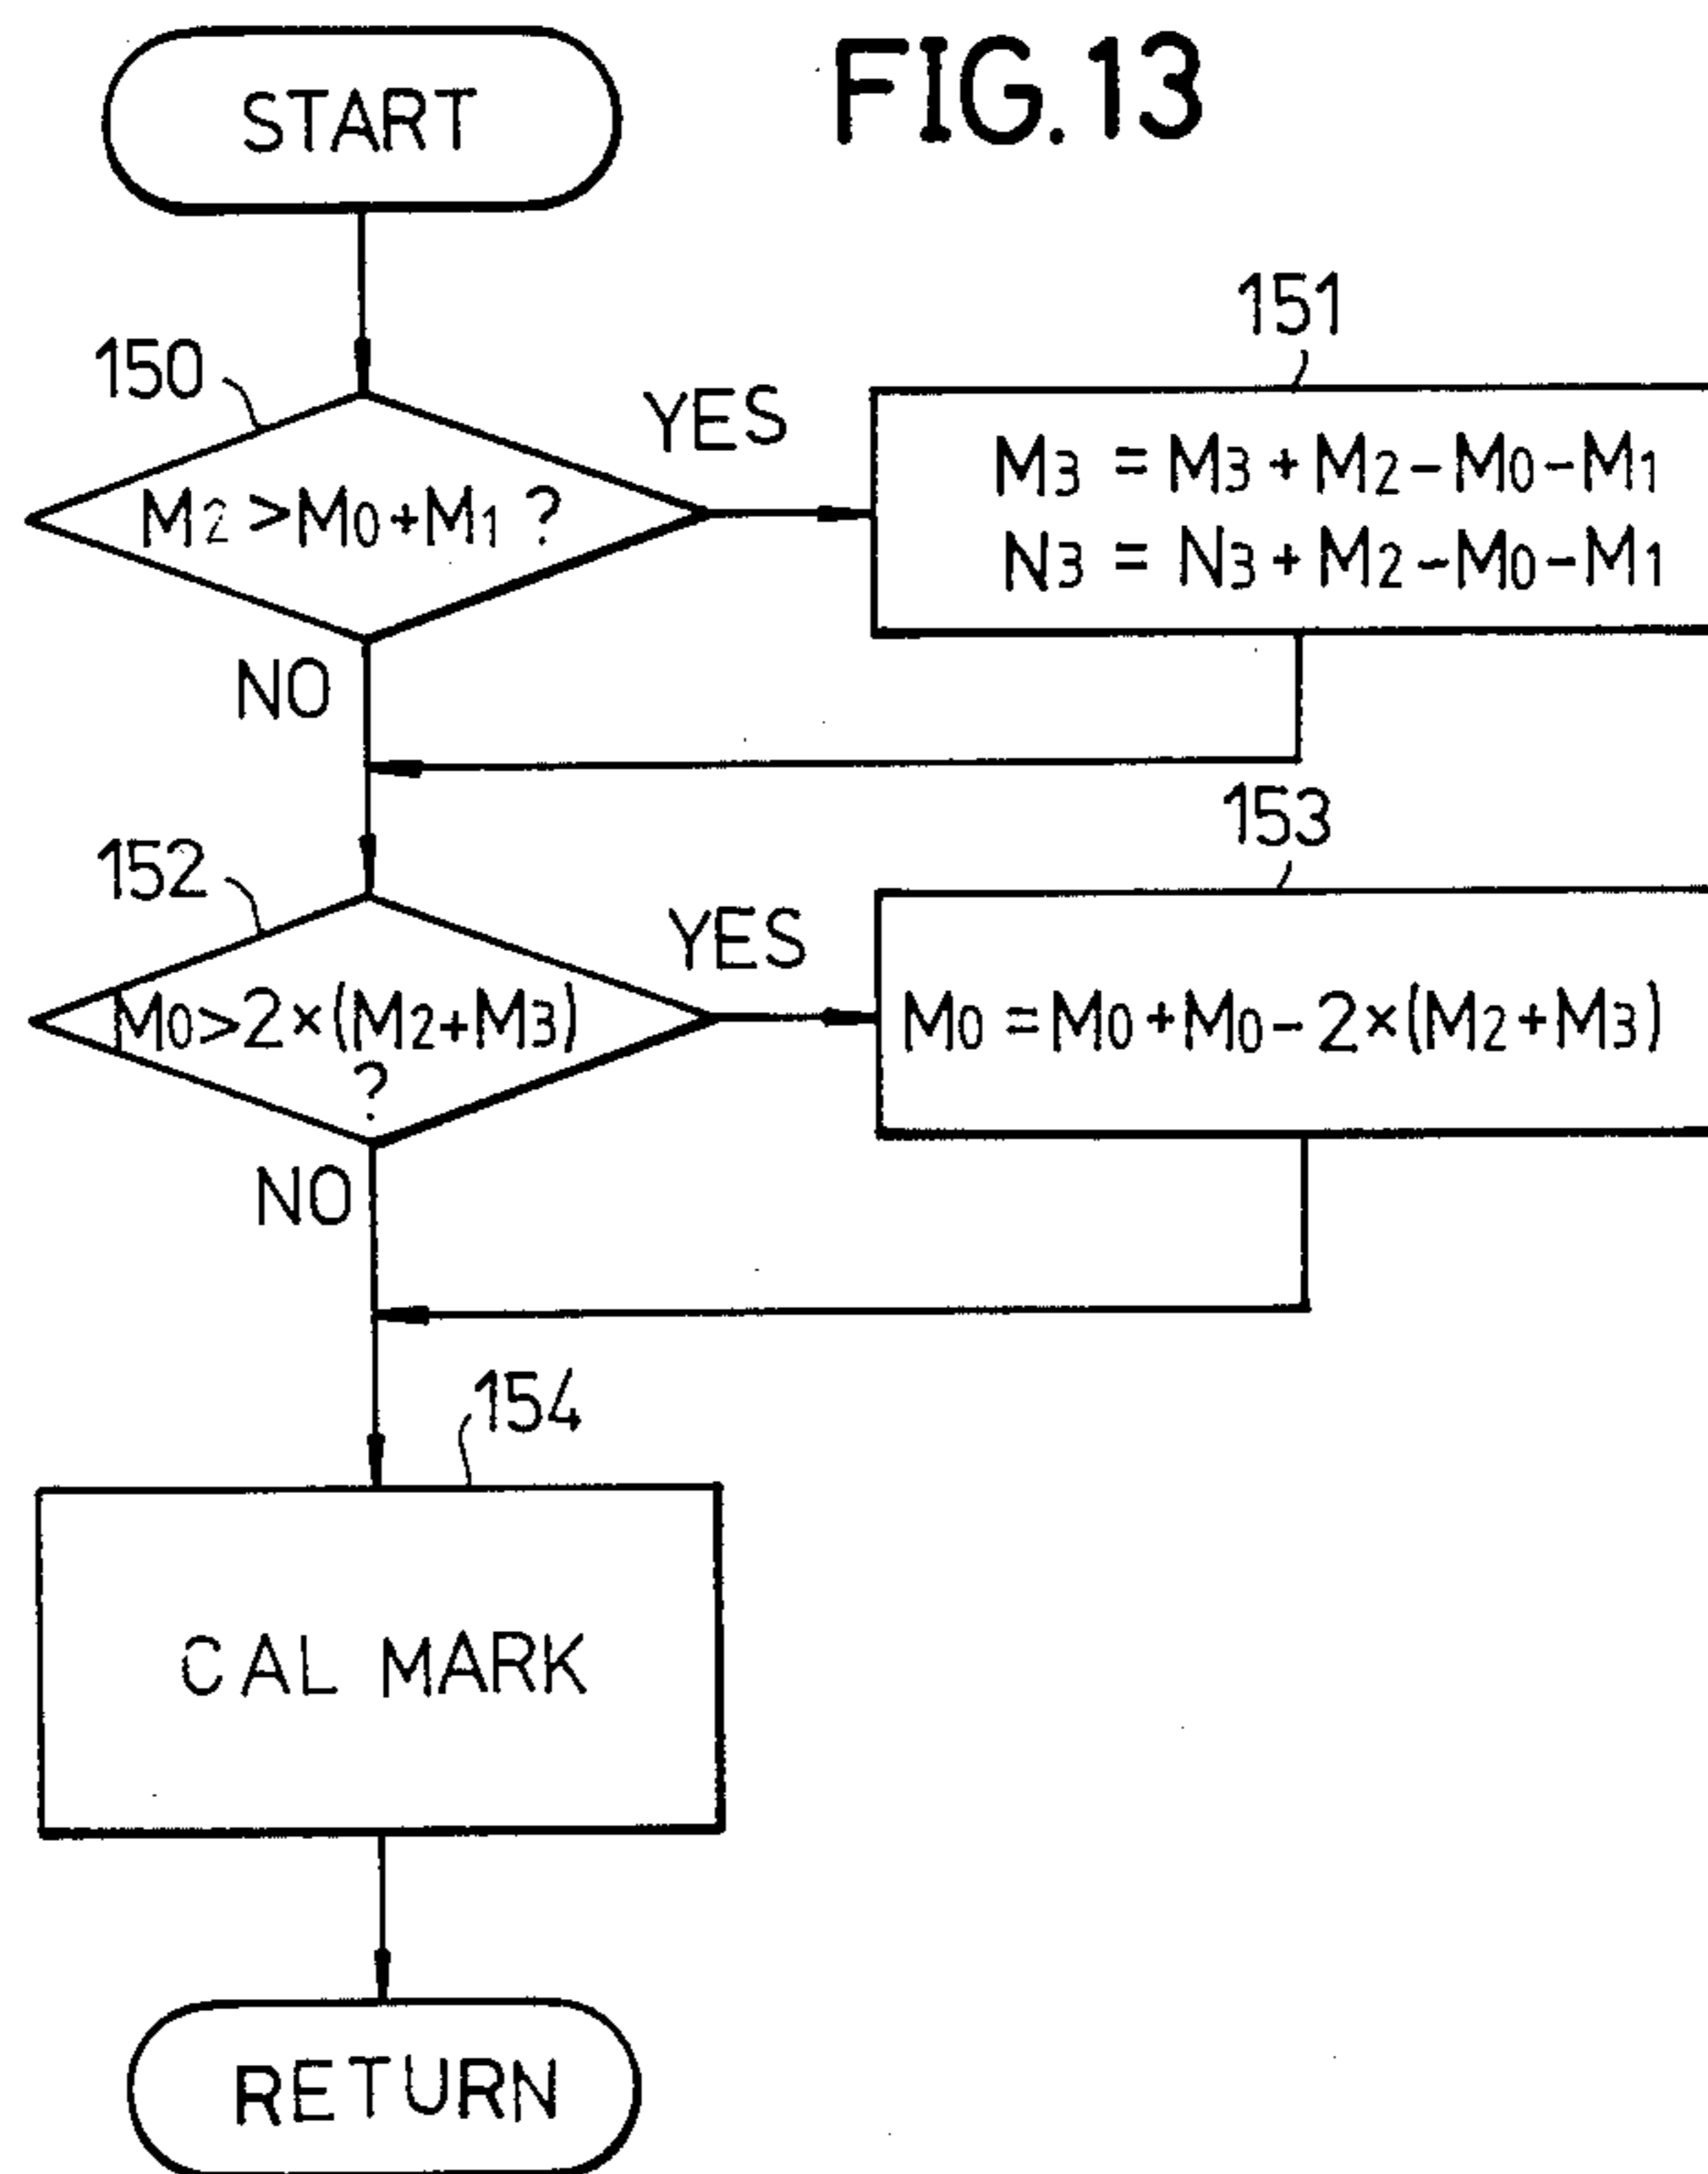 FIG.13
START
150
M2>M0+M1 ?
YES
151
M3 = M3+M2-M0-M1
N3 = N3+M2-M0-M1
NO
152
M0>2×(M2+M3)
?
YES
153
M0=M0+M0-2×(M2+M3)
NO
154
CAL MARK
RETURN